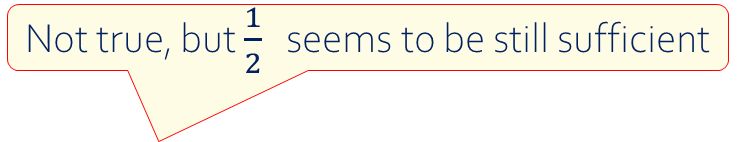 Not true, but 1/2 seems to be still sufficient